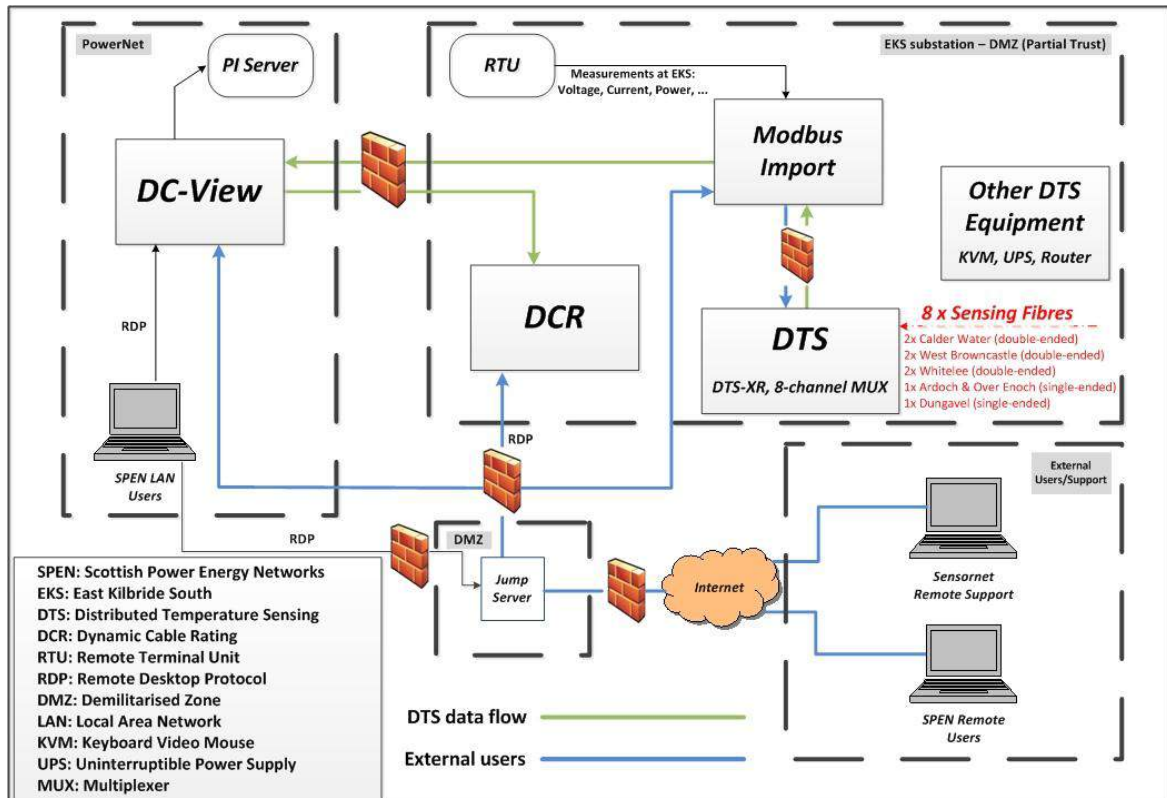 PowerNet
PI Server
DC-View
RDP
SPEN LAN
Users
RDP
EKS substation – DMZ (Partial Trust)
RTU
Measurements at EKS:
Voltage, Current, Power, ...
Modbus
Import
Other DTS
Equipment
KVM, UPS, Router
DCR
DTS
DTS-XR, 8-channel MUX
8 x Sensing Fibres
2x Calder Water (double-ended)
2x West Browncastle (double-ended)
2x Whitelee (double-ended)
1x Ardoch & Over Enoch (single-ended)
1x Dungavel (single-ended)
RDP
DMZ
Jump
Server
Internet
External
Users/Support
Sensornet
Remote Support
SPEN Remote
Users
SPEN: Scottish Power Energy Networks
EKS: East Kilbride South
DTS: Distributed Temperature Sensing
DCR: Dynamic Cable Rating
RTU: Remote Terminal Unit
RDP: Remote Desktop Protocol
DMZ: Demilitarised Zone
LAN: Local Area Network
KVM: Keyboard Video Mouse
UPS: Uninterruptible Power Supply
MUX: Multiplexer
DTS data flow
External users